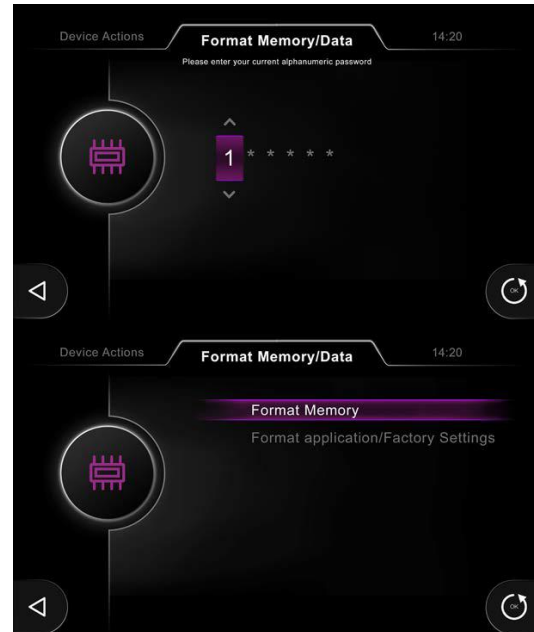 Device Actions
Format Memory/Data
14:20
Please enter your current alphanumeric password
1 * * * * *
OK
Device Actions
Format Memory/Data
14:20
Format Memory
Format application/Factory Settings
OK